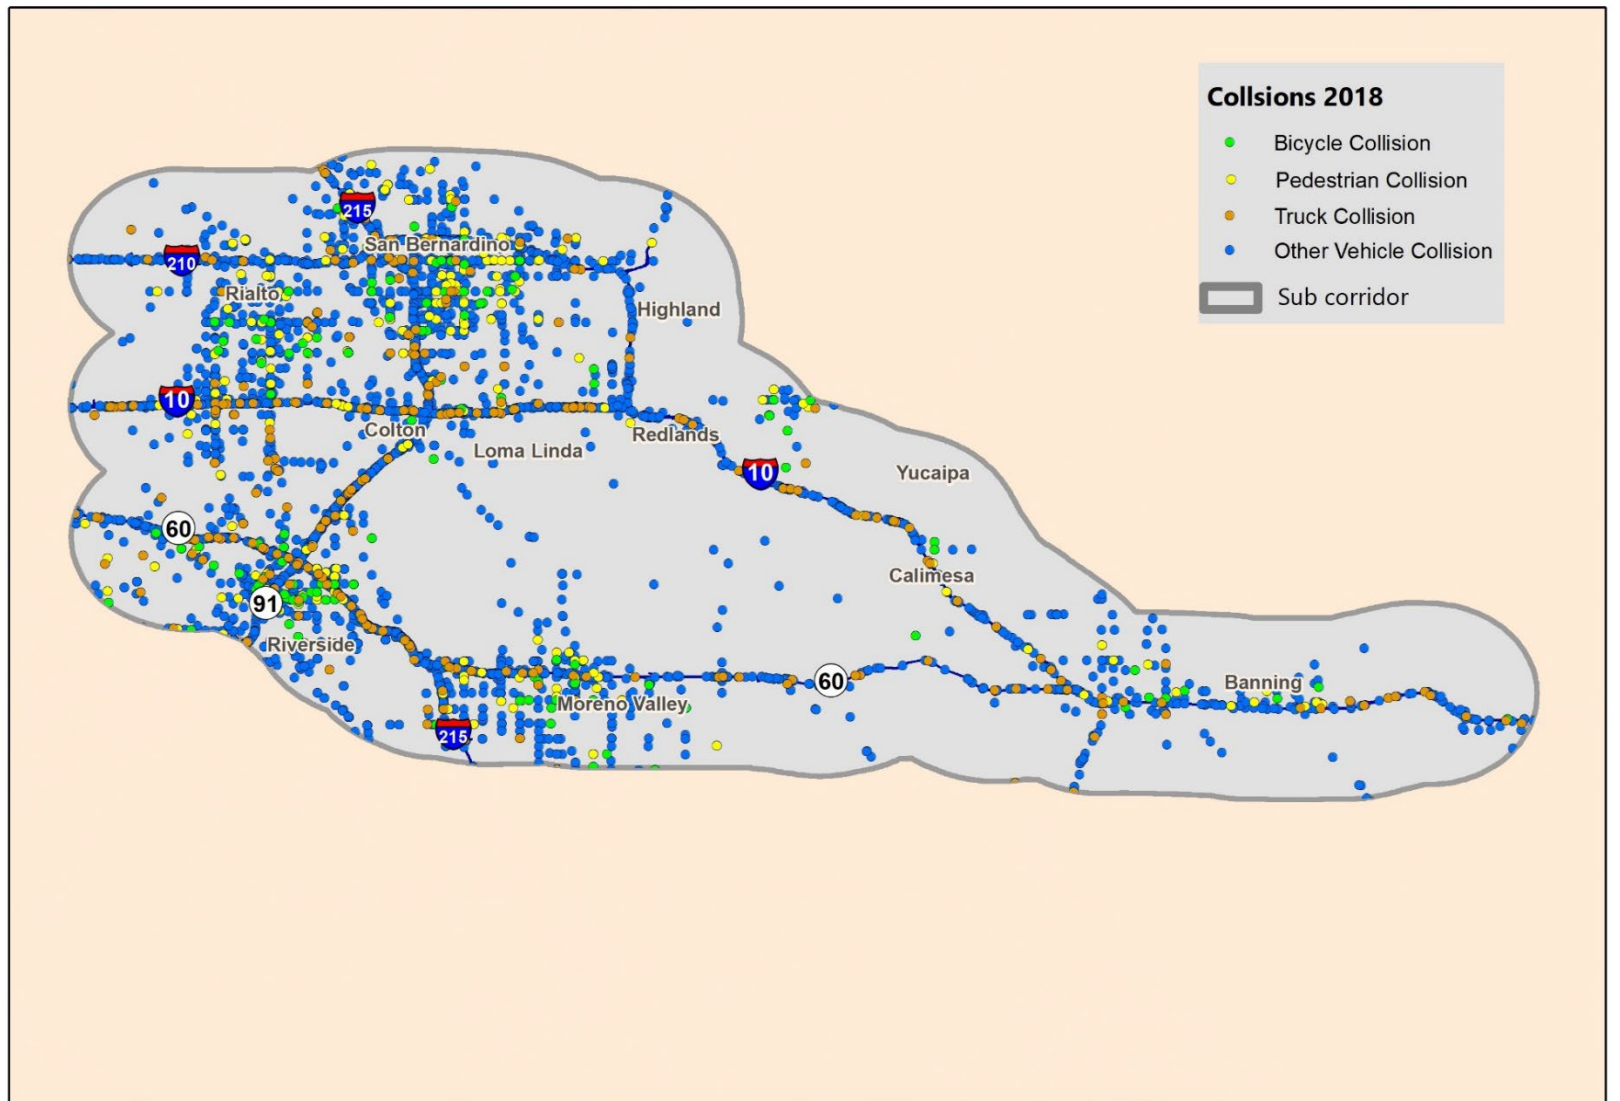 Collsions 2018
Bicycle Collision
Pedestrian Collision
Truck Collision
Other Vehicle Collision
Sub corridor
215
San Bernardino
210
Rialto
Highland
10
Colton
Loma Linda
Redlands
10
Yucaipa
60
Calimesa
91
Riverside
60
Banning
Moreno Valley
215